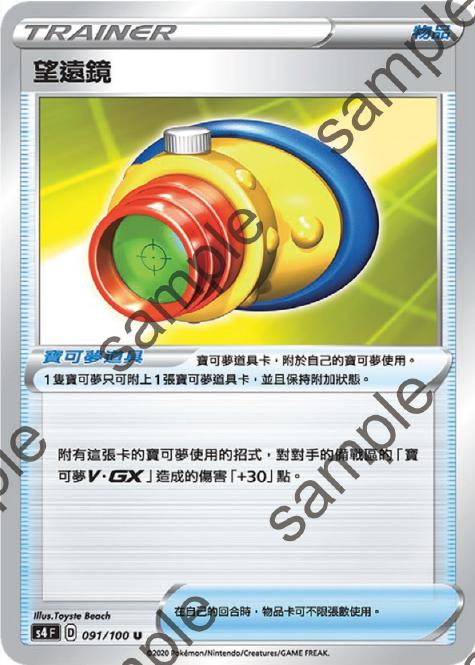 TRAINER
物品
望遠鏡
寶可夢道具 寶可夢道具卡,附於自己的寶可夢使用。
1隻寶可夢只可附上1張寶可夢道具卡,並且保持附加狀態。
附有這張卡的寶可夢使用的招式,對對手的備戰區的「寶
可夢V・GX」造成的傷害「+30」點。
Illus.Toyste Beach
在自己的回合時,物品卡可不限張數使用。
s4 F D 091/100 U
©2020 Pokémon/Nintendo/Creatures/GAME FREAK.
sample
sample
sample
sample
sample